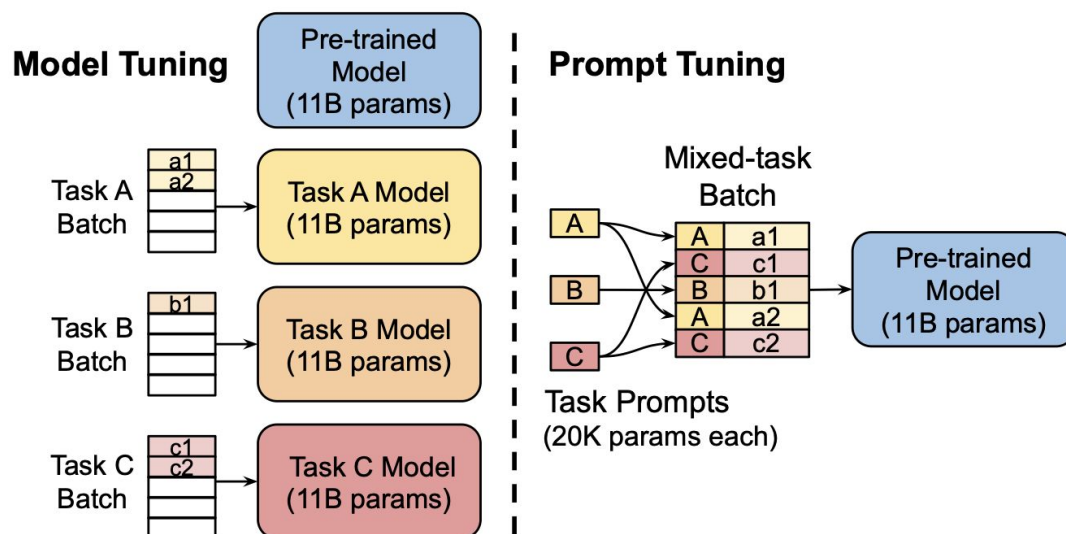 Model Tuning
Pre-trained
Model
(11B params)
Task A
Batch
a1
a2
Task A Model
(11B params)
Task B
Batch
b1
Task B Model
(11B params)
Task C
Batch
c1
c2
Task C Model
(11B params)
Prompt Tuning
Mixed-task
Batch
A
B
C
Task Prompts
(20K params each)
A a1
C c1
B b1
A a2
C c2
Pre-trained
Model
(11B params)